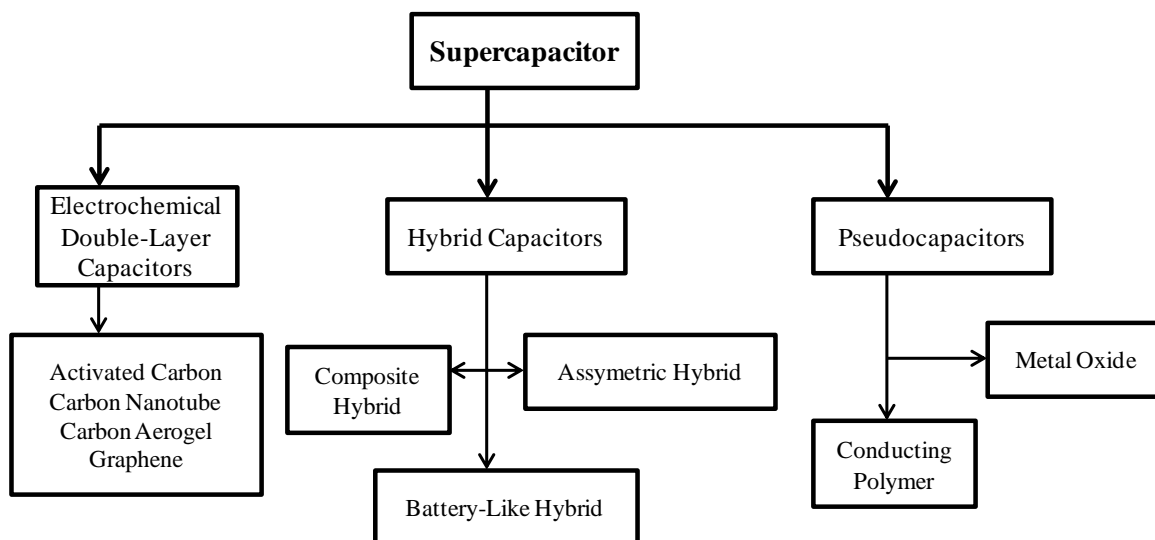 Supercapacitor
Electrochemical
Double-Layer
Capacitors
Hybrid Capacitors
Pseudocapacitors
Activated Carbon
Carbon Nanotube
Carbon Aerogel
Graphene
Composite
Hybrid
Assymetric Hybrid
Battery-Like Hybrid
Metal Oxide
Conducting
Polymer